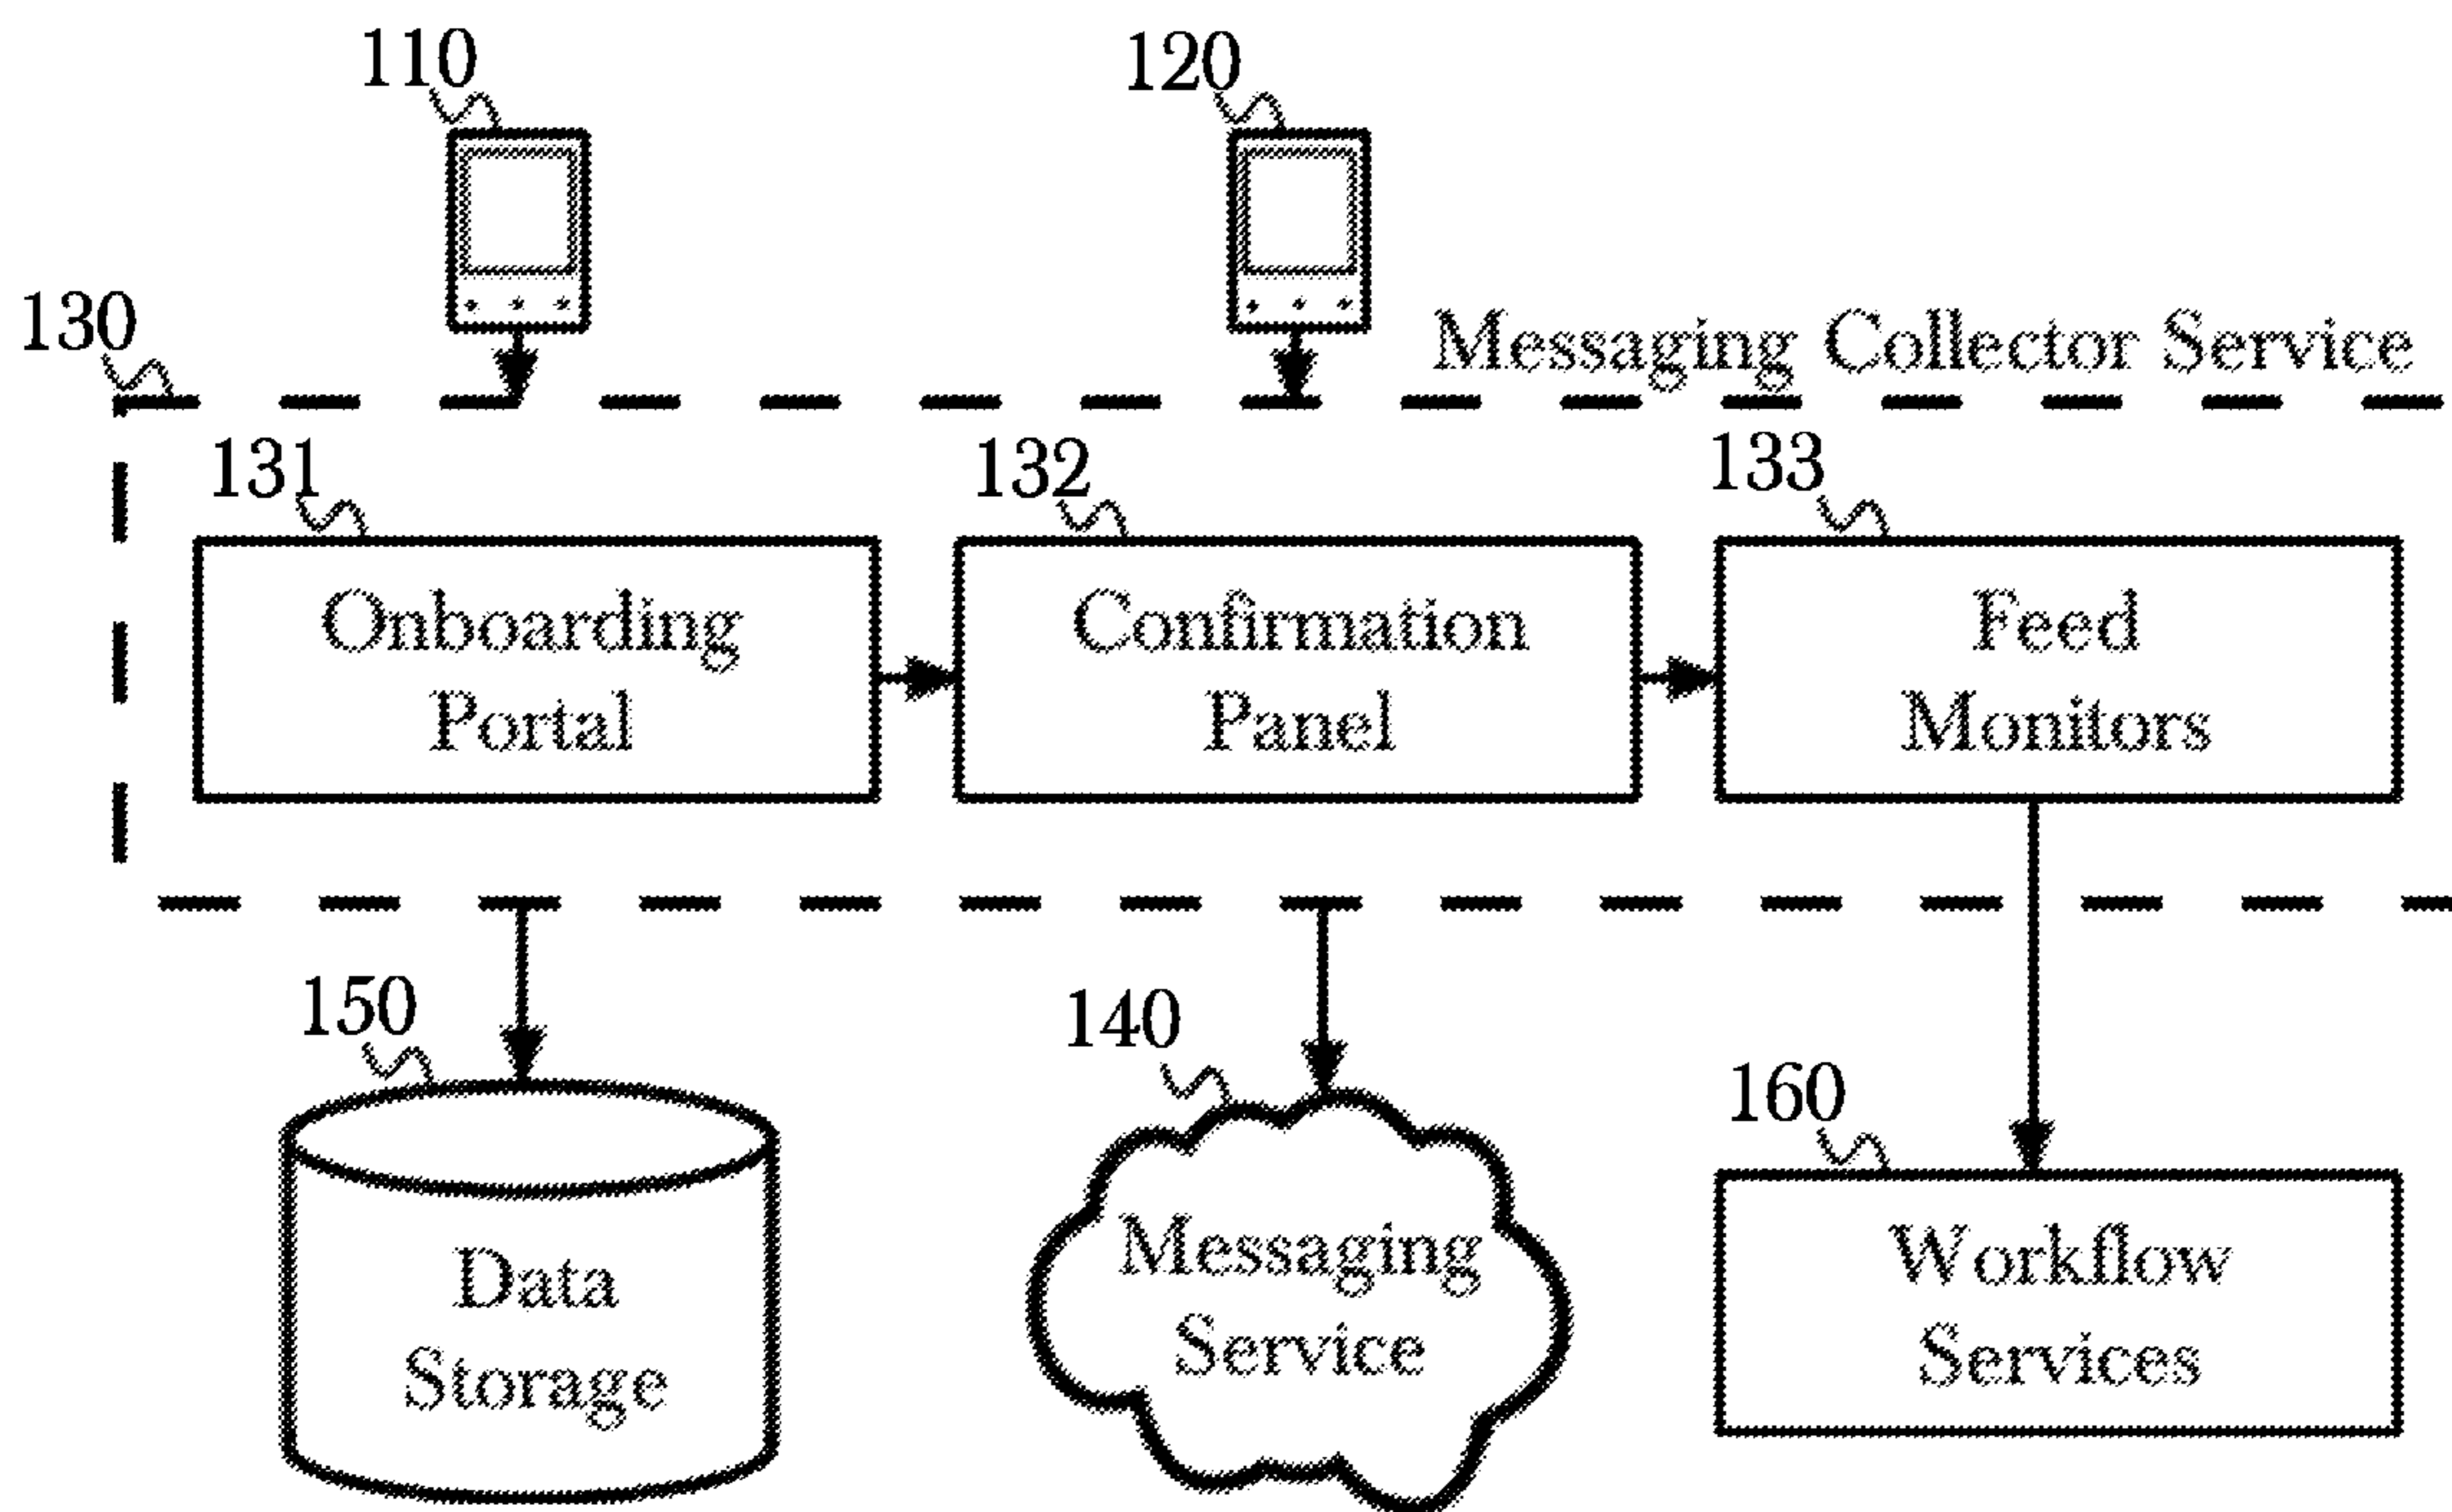 110
120
130
Messaging Collector Service
131
132
133
Onboarding
Portal
Confirmation
Panel
Feed
Monitors
150
140
160
Data
Storage
Messaging
Service
Workflow
Services